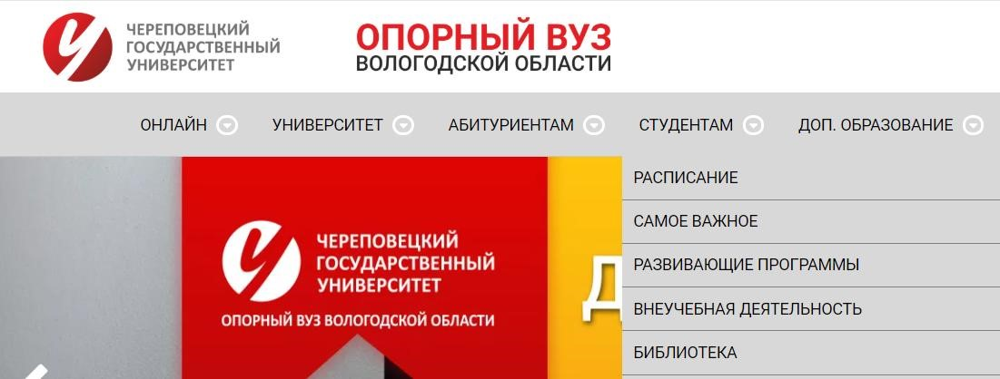 ЧЕРЕПОВЕЦКИЙ
ГОСУДАРСТВЕННЫЙ
УНИВЕРСИТЕТ
ОПОРНЫЙ ВУЗ
ВОЛОГОДСКОЙ ОБЛАСТИ
ОНЛАЙН УНИВЕРСИТЕТ АБИТУРИЕНТАМ СТУДЕНТАМ ДОП. ОБРАЗОВАНИЕ
РАСПИСАНИЕ
САМОЕ ВАЖНОЕ
РАЗВИВАЮЩИЕ ПРОГРАММЫ
ВНЕУЧЕБНАЯ ДЕЯТЕЛЬНОСТЬ
БИБЛИОТЕКА
ЧЕРЕПОВЕЦКИЙ
ГОСУДАРСТВЕННЫЙ
УНИВЕРСИТЕТ
ОПОРНЫЙ ВУЗ ВОЛОГОДСКОЙ ОБЛАСТИ
Д